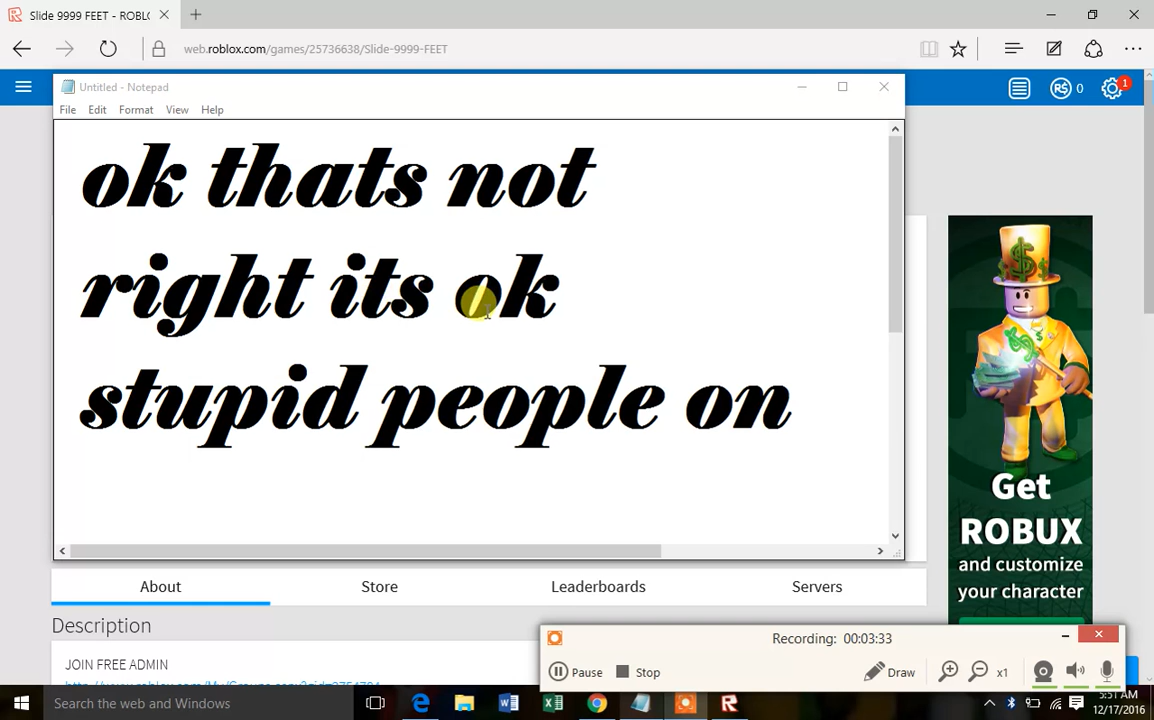 Slide 9999 FEET - ROBLO
web.roblox.com/games/25736638/Slide-9999-FEET
R$ 0
1
Untitled - Notepad
File Edit Format View Help
ok thats not
right its ok
stupid people on
Get
ROBUX
and customize
your character
About Store Leaderboards Servers
Description
JOIN FREE ADMIN
Recording: 00:03:33
Pause Stop Draw x1
Search the web and Windows
5:51 AM
12/17/2016